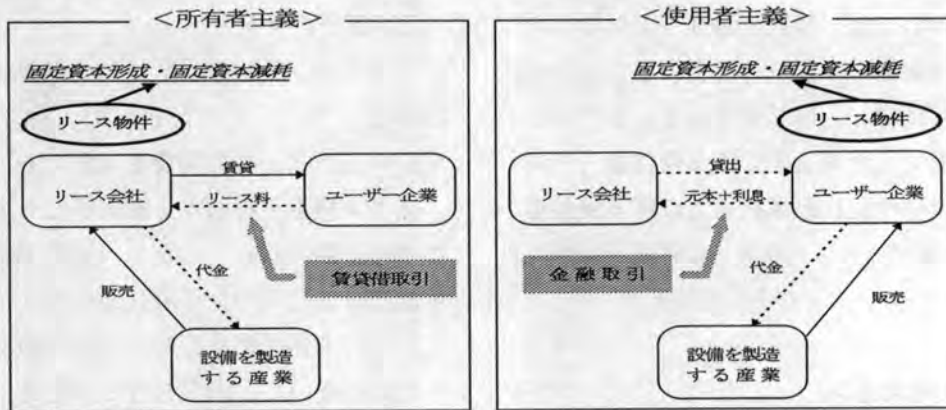 ＜所有者主義＞
固定資本形成・固定資本減耗
リース物件
リース会社
賃貸
リース料
ユーザー企業
賃貸借取引
代金
販売
設備を製造
する産業
＜使用者主義＞
固定資本形成・固定資本減耗
リース物件
リース会社
貸出
元本＋利息
ユーザー企業
金融取引
代金
販売
設備を製造
する産業